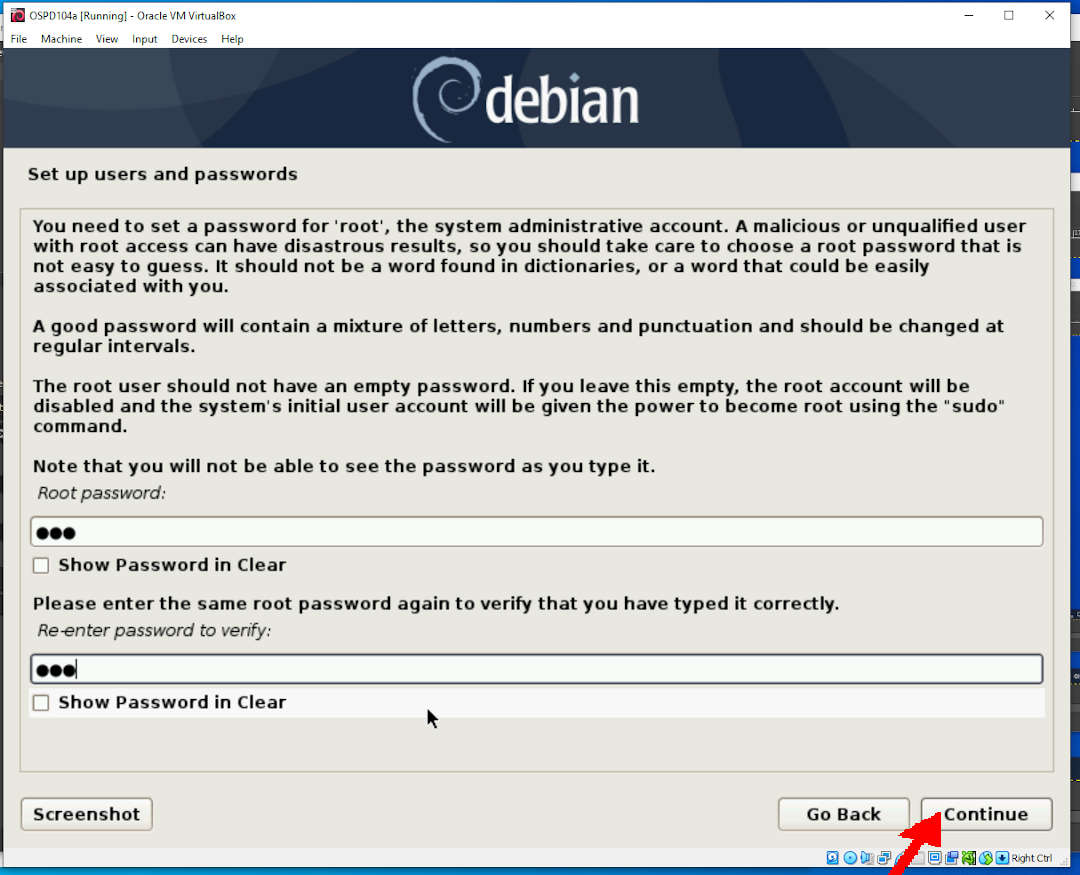 OSPD104a [Running] - Oracle VM VirtualBox
File Machine View Input Devices Help
debian
Set up users and passwords
You need to set a password for 'root', the system administrative account. A malicious or unqualified user
with root access can have disastrous results, so you should take care to choose a root password that is
not easy to guess. It should not be a word found in dictionaries, or a word that could be easily
associated with you.
A good password will contain a mixture of letters, numbers and punctuation and should be changed at
regular intervals.
The root user should not have an empty password. If you leave this empty, the root account will be
disabled and the system's initial user account will be given the power to become root using the "sudo"
command.
Note that you will not be able to see the password as you type it.
Root password:
●●●
Show Password in Clear
Please enter the same root password again to verify that you have typed it correctly.
Re-enter password to verify:
●●●
Show Password in Clear
Screenshot Go Back Continue
Right Ctrl